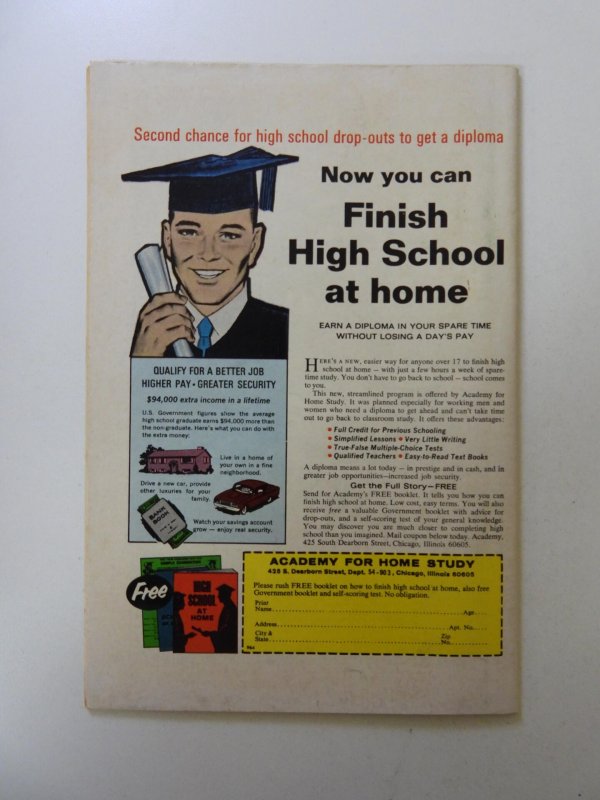 Second chance for high school drop-outs to get a diploma
Now you can
Finish
High School
at home
EARN A DIPLOMA IN YOUR SPARE TIME
WITHOUT LOSING A DAY'S PAY
HERE'S A NEW, easier way for anyone over 17 to finish high
school at home – with just a few hours a week of spare-
time study. You don't have to go back to school – school comes
to you.
This new, streamlined program is offered by Academy for
Home Study. It was planned especially for working men and
women who need a diploma to get ahead and can't take time
out to go back to classroom study. It offers these advantages:
• Full Credit for Previous Schooling
• Simplified Lessons • Very Little Writing
• True-False Multiple-Choice Tests
• Qualified Teachers • Easy-to-Read Text Books
A diploma means a lot today – in prestige and in cash, and in
greater job opportunities–increased job security.
Get the Full Story–FREE
Send for Academy's FREE booklet. It tells you how you can
finish high school at home. Low cost, easy terms. You will also
receive free a valuable Government booklet with advice for
drop-outs, and a self-scoring test of your general knowledge.
You may discover you are much closer to completing high
school than you imagined. Mail coupon below today. Academy,
425 South Dearborn Street, Chicago, Illinois 60605.
QUALIFY FOR A BETTER JOB
HIGHER PAY • GREATER SECURITY
$94,000 extra income in a lifetime
U.S. Government figures show the average
high school graduate earns $94,000 more than
the non-graduate. Here's what you can do with
the extra money:
Live in a home of
your own in a fine
neighborhood.
Drive a new car, provide
other luxuries for your
family.
BANK
BOOK
Watch your savings account
grow – enjoy real security.
Free
HIGH
SCHOOL
AT
HOME
ACADEMY FOR HOME STUDY
425 S. Dearborn Street, Dept. 54-903, Chicago, Illinois 60605
Please rush FREE booklet on how to finish high school at home, also free
Government booklet and self-scoring test. No obligation.
Print
Name Age
Address Apt. No.
City & Zip
State No.